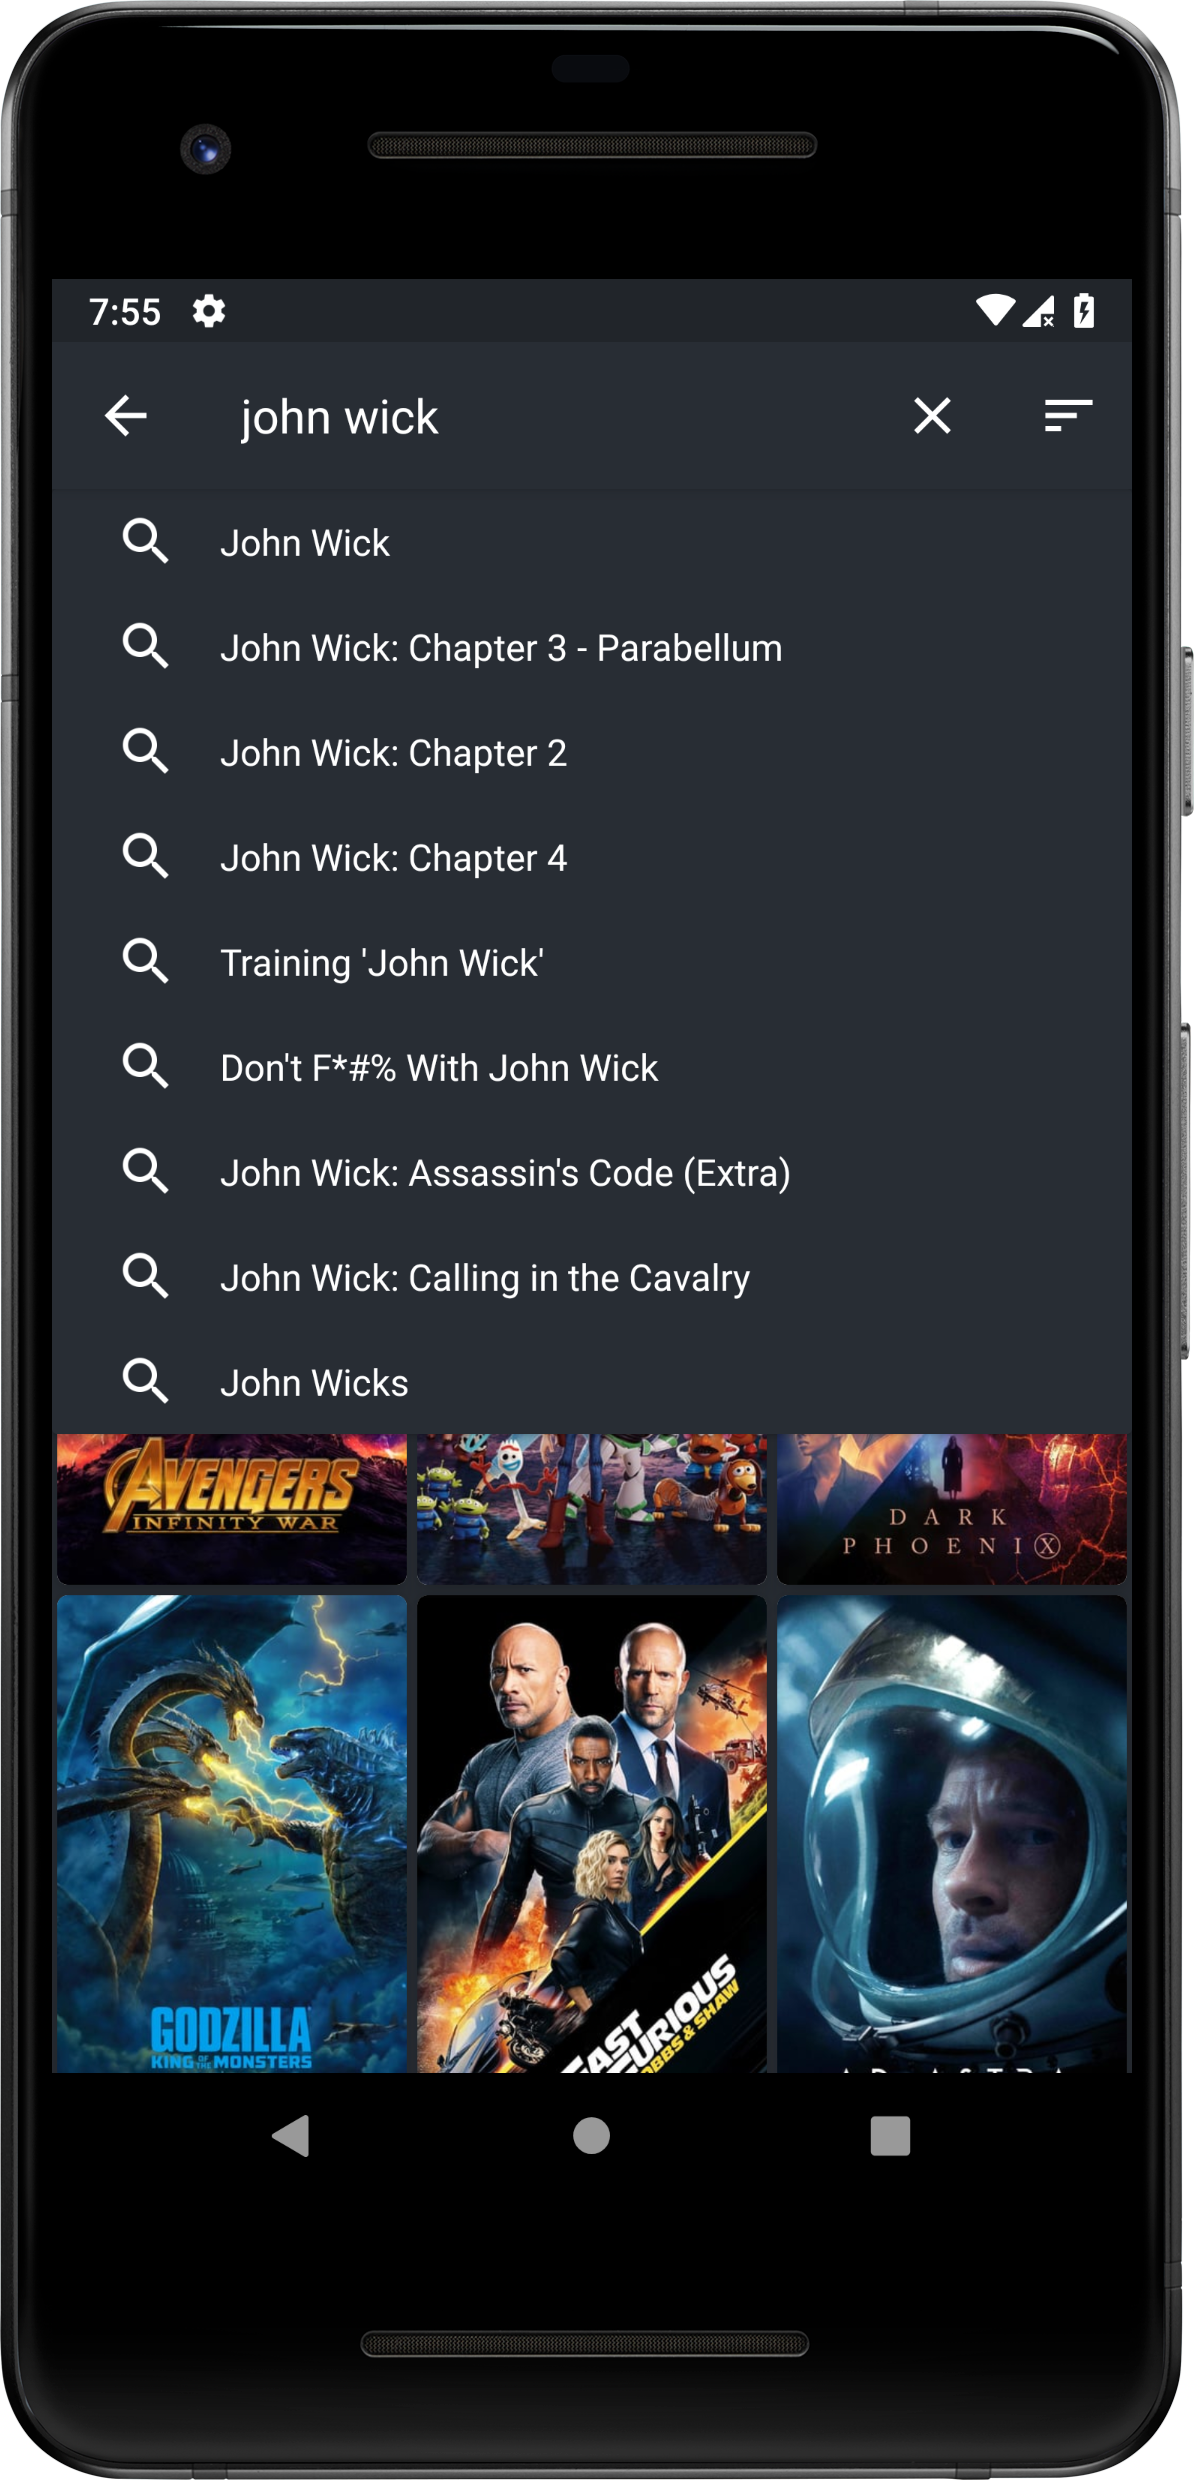 7:55
john wick
John Wick
John Wick: Chapter 3 - Parabellum
John Wick: Chapter 2
John Wick: Chapter 4
Training 'John Wick'
Don't F*#% With John Wick
John Wick: Assassin's Code (Extra)
John Wick: Calling in the Cavalry
John Wicks
AVENGERS
INFINITY WAR
DARK
PHOENIX
GODZILLA
KING OF THE MONSTERS
FAST
FURIOUS
HOBBS & SHAW
AD ASTRA